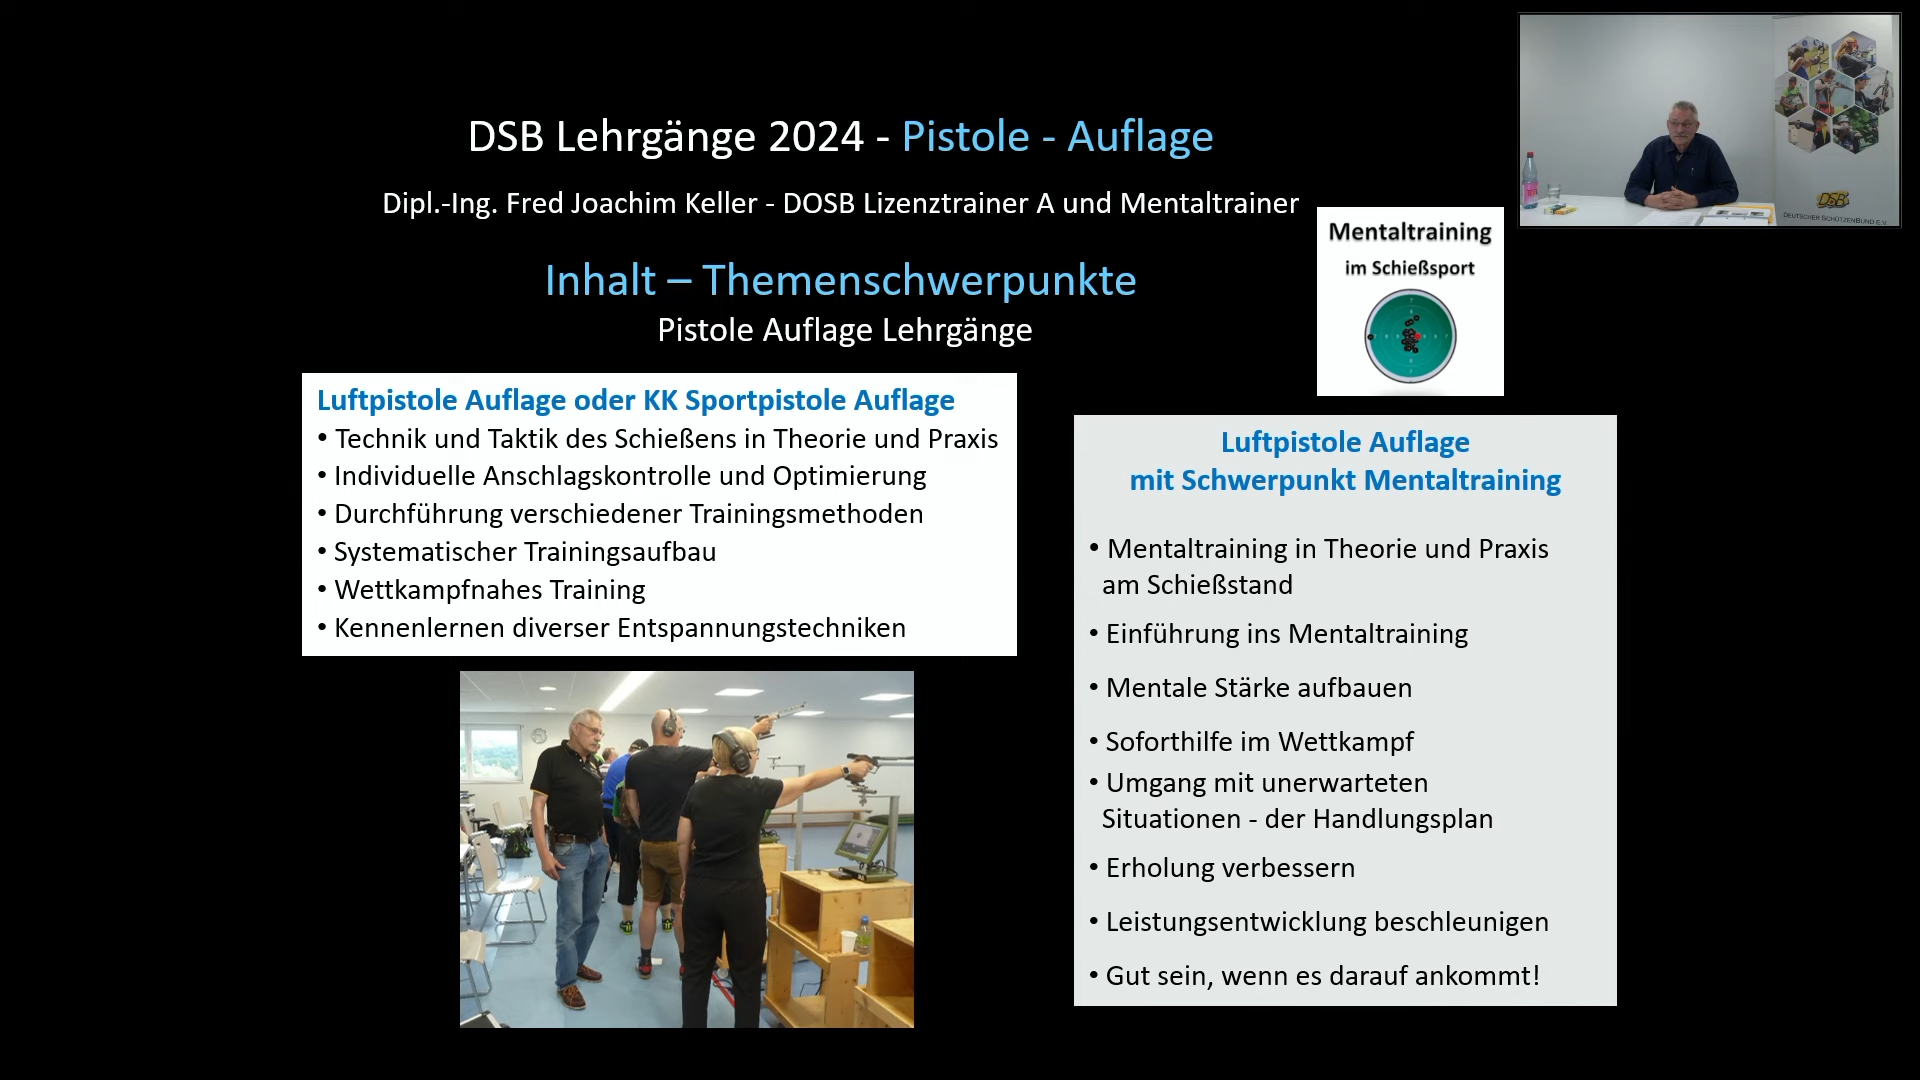 DSB Lehrgänge 2024 - Pistole - Auflage
Dipl.-Ing. Fred Joachim Keller - DOSB Lizenztrainer A und Mentaltrainer
Inhalt – Themenschwerpunkte
Pistole Auflage Lehrgänge
Mentaltraining
im Schießsport
Luftpistole Auflage oder KK Sportpistole Auflage
• Technik und Taktik des Schießens in Theorie und Praxis
• Individuelle Anschlagskontrolle und Optimierung
• Durchführung verschiedener Trainingsmethoden
• Systematischer Trainingsaufbau
• Wettkampfnahes Training
• Kennenlernen diverser Entspannungstechniken
Luftpistole Auflage
mit Schwerpunkt Mentaltraining
• Mentaltraining in Theorie und Praxis
am Schießstand
• Einführung ins Mentaltraining
• Mentale Stärke aufbauen
• Soforthilfe im Wettkampf
• Umgang mit unerwarteten
Situationen - der Handlungsplan
• Erholung verbessern
• Leistungsentwicklung beschleunigen
• Gut sein, wenn es darauf ankommt!
DSB
DEUTSCHER SCHÜTZENBUND E.V.